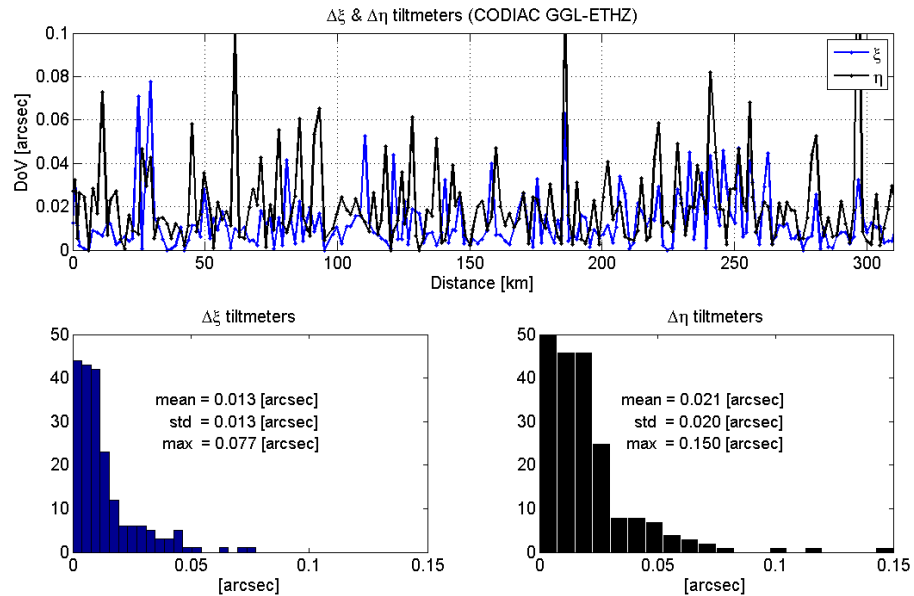 Δξ & Δη tiltmeters (CODIAC GGL-ETHZ)
DoV [arcsec]
0.1
0.08
0.06
0.04
0.02
0
ξ
η
0 50 100 150 200 250 300
Distance [km]
Δξ tiltmeters
50
40
30
20
10
0
mean = 0.013 [arcsec]
std = 0.013 [arcsec]
max = 0.077 [arcsec]
0 0.05 0.1 0.15
[arcsec]
Δη tiltmeters
50
40
30
20
10
0
mean = 0.021 [arcsec]
std = 0.020 [arcsec]
max = 0.150 [arcsec]
0 0.05 0.1 0.15
[arcsec]